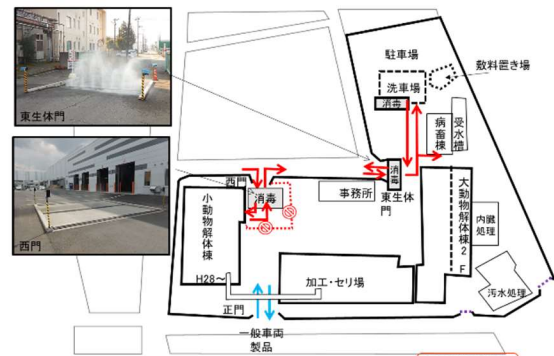 東生体門
西門
駐車場
敷料置き場
洗車場
消毒
病畜棟
受水槽
西門
消毒
事務所
消毒
東生体門
小動物解体棟
H28～
大動物解体棟2F
内臓処理
加工・セリ場
汚水処理
正門
一般車両
製品